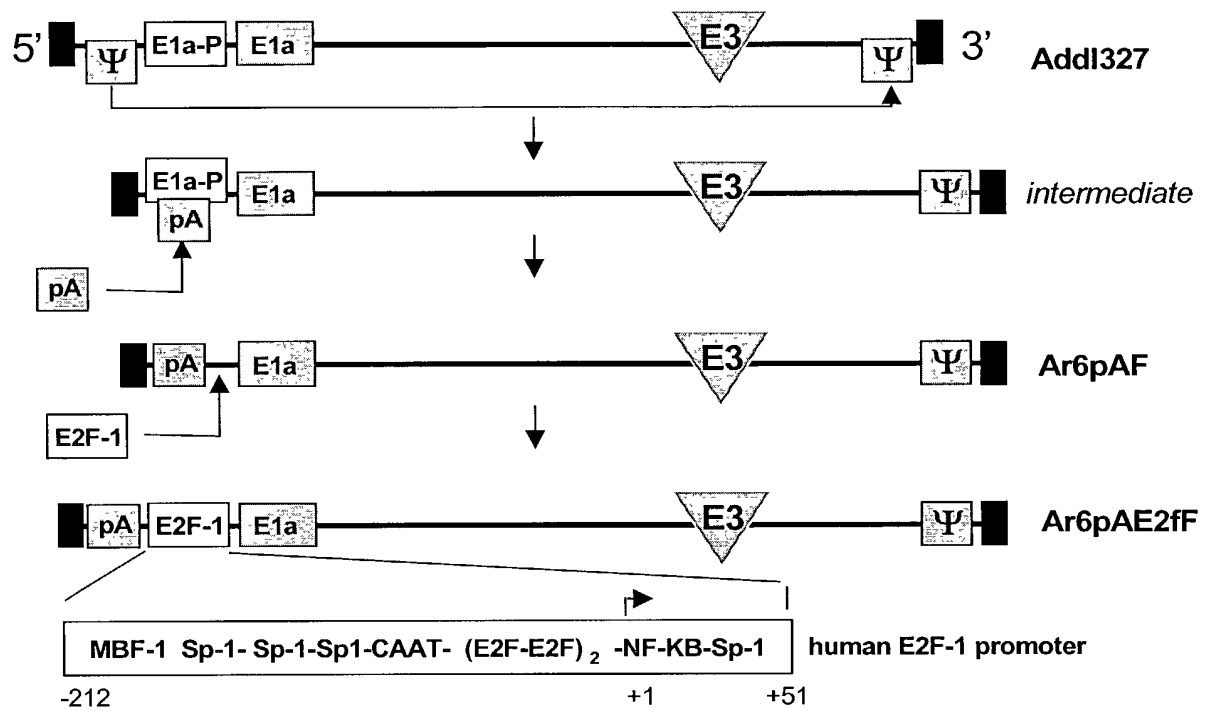 5' Ψ E1a-P E1a E3 Ψ 3' Addl327
E1a-P E1a E3 Ψ intermediate
pA
pA
pA E1a E3 Ψ Ar6pAF
E2F-1
pA E2F-1 E1a E3 Ψ Ar6pAE2fF
MBF-1 Sp-1- Sp-1-Sp1-CAAT- (E2F-E2F) 2 -NF-KB-Sp-1 human E2F-1 promoter
-212 +1 +51